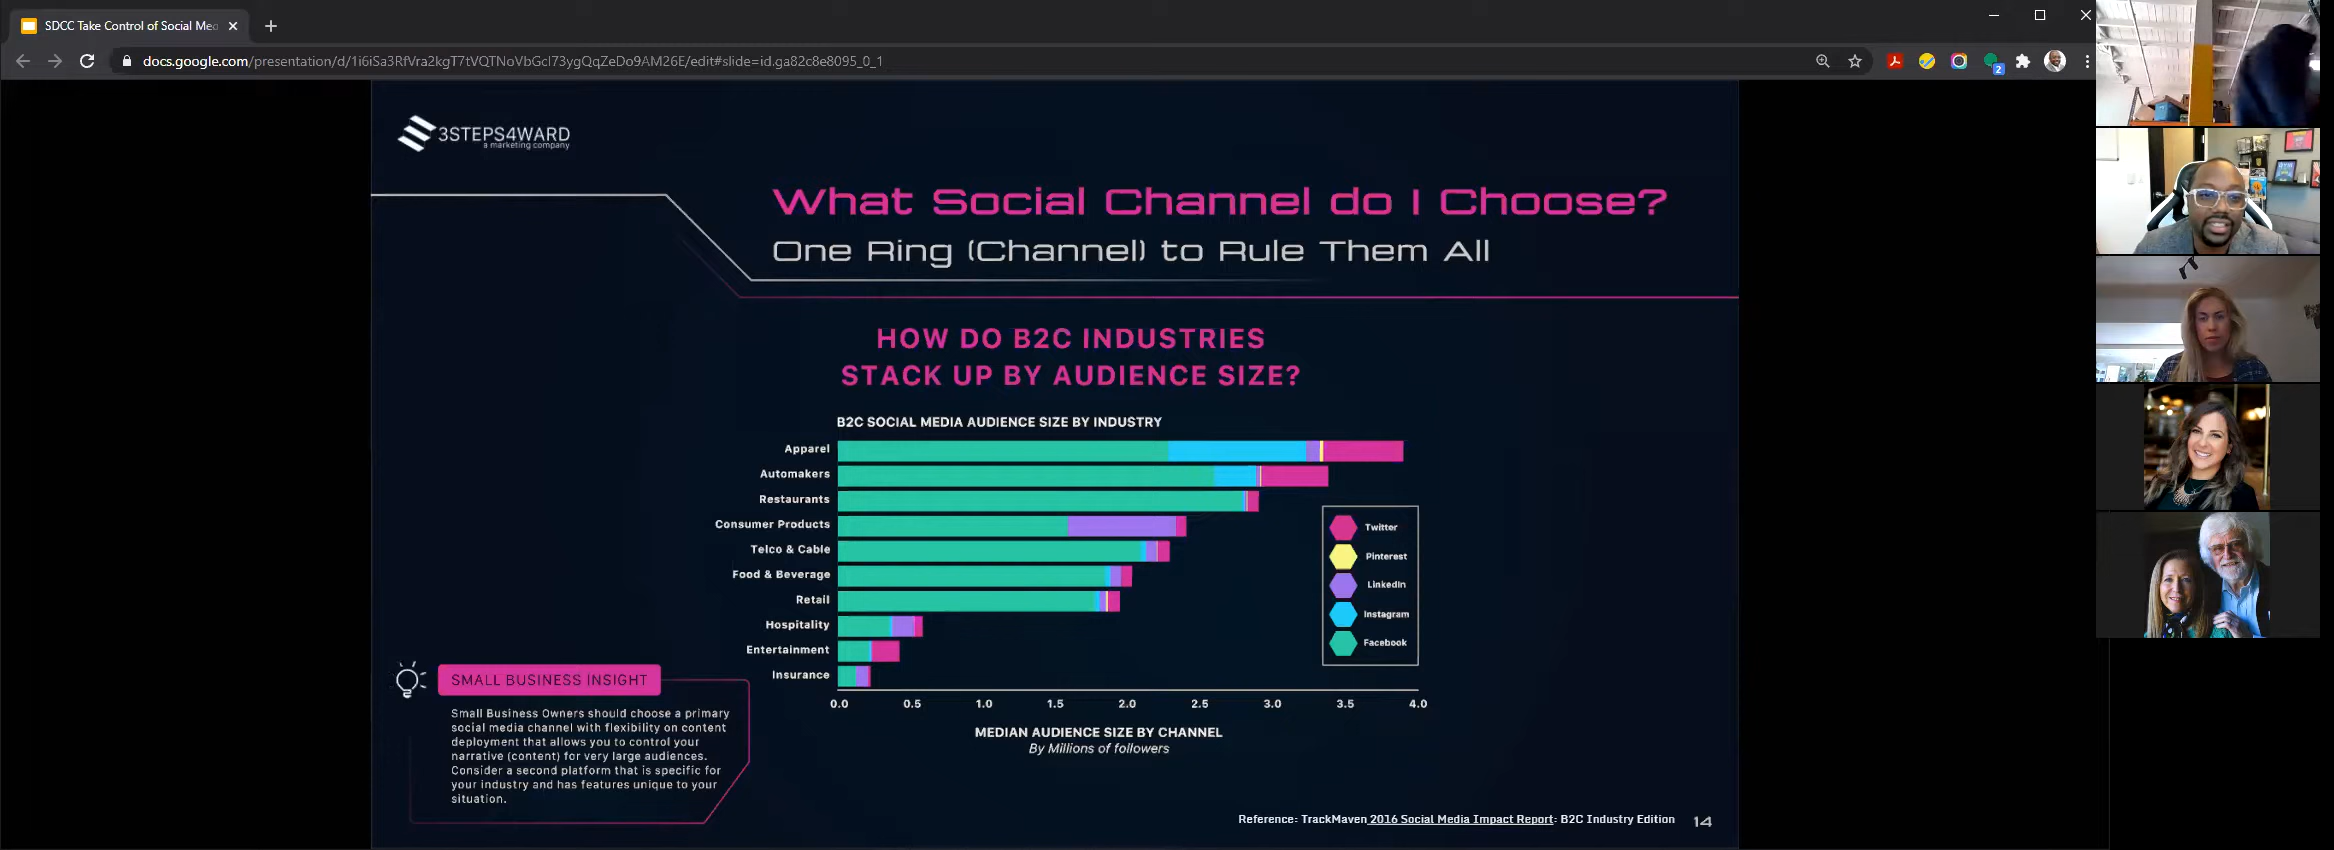 SDCC Take Control of Social Med
docs.google.com/presentation/d/1i6iSa3RfVra2kgT7tVQTNoVbGcI73ygQqZeDo9AM26E/edit#slide=id.ga82c8e8095_0_1
2
3STEPS4WARD
a marketing company
What Social Channel do I Choose?
One Ring (Channel) to Rule Them All
HOW DO B2C INDUSTRIES
STACK UP BY AUDIENCE SIZE?
B2C SOCIAL MEDIA AUDIENCE SIZE BY INDUSTRY
Apparel
Automakers
Restaurants
Consumer Products
Telco & Cable
Food & Beverage
Retail
Hospitality
Entertainment
Insurance
Twitter
Pinterest
LinkedIn
Instagram
Facebook
0.0 0.5 1.0 1.5 2.0 2.5 3.0 3.5 4.0
MEDIAN AUDIENCE SIZE BY CHANNEL
By Millions of followers
SMALL BUSINESS INSIGHT
Small Business Owners should choose a primary
social media channel with flexibility on content
deployment that allows you to control your
narrative (content) for very large audiences.
Consider a second platform that is specific for
your industry and has features unique to your
situation.
Reference: TrackMaven 2016 Social Media Impact Report: B2C Industry Edition
14